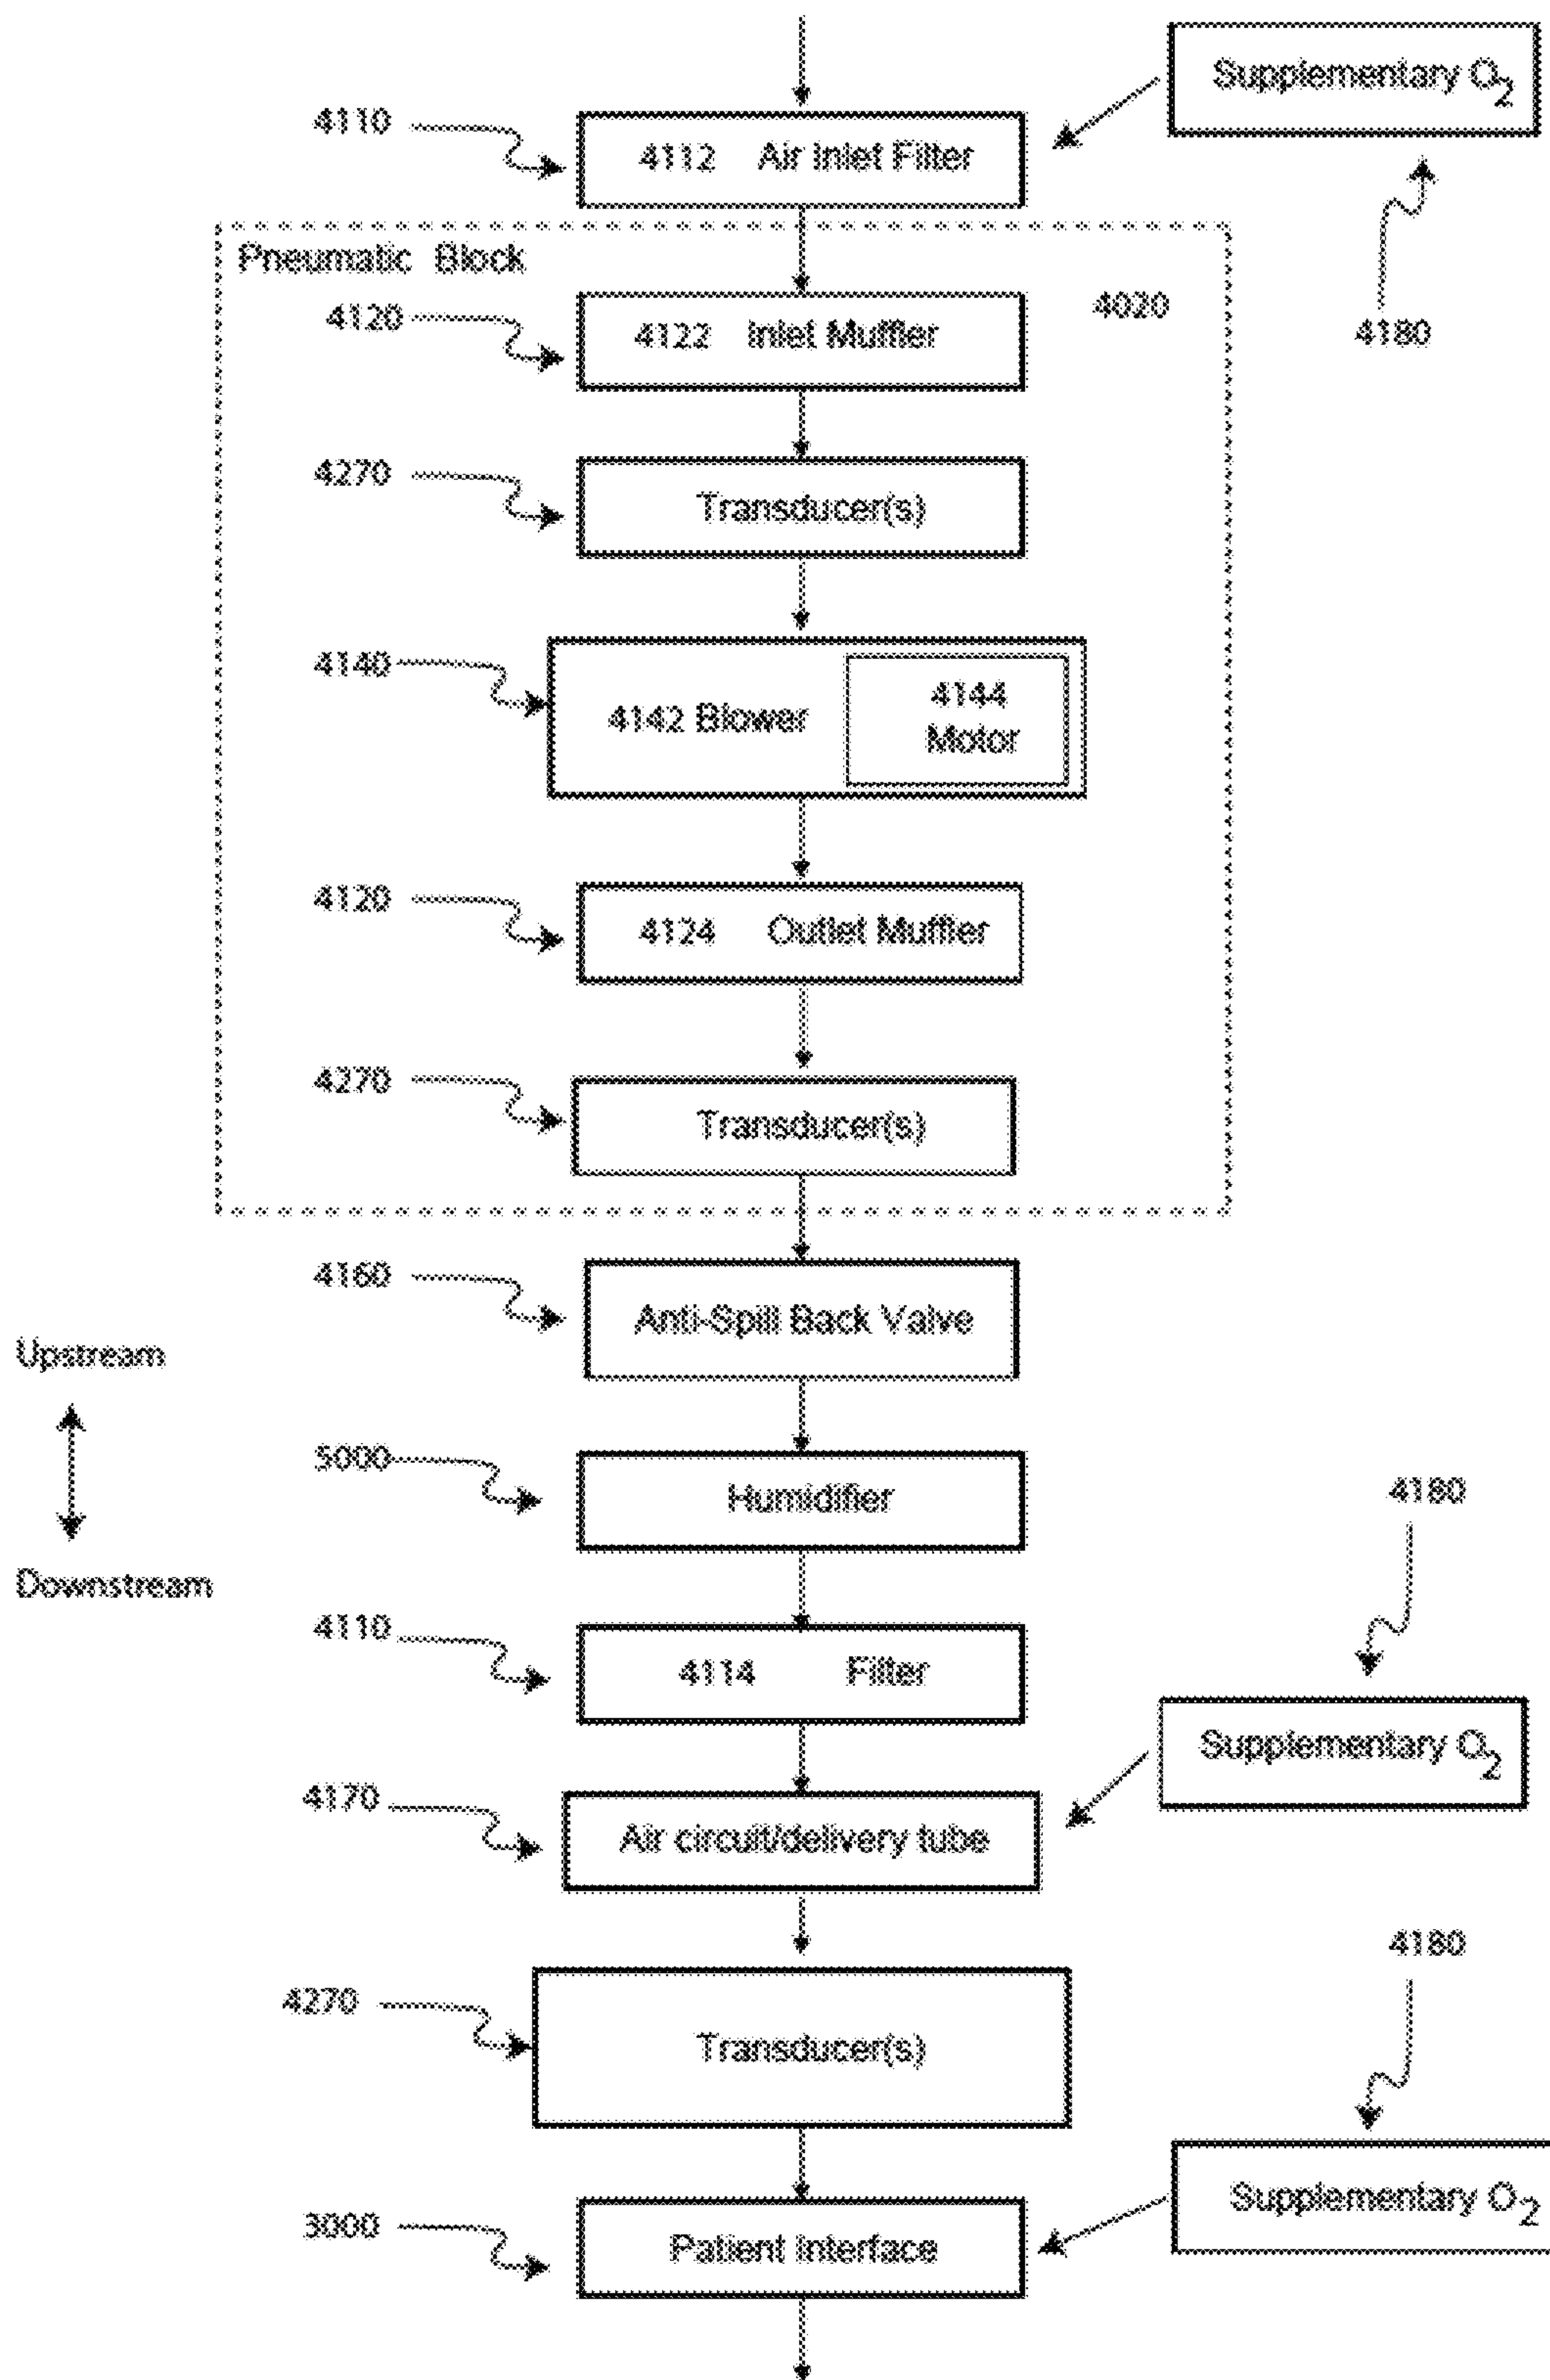 Supplementary O2
4110
4112 Air Inlet Filter
Pneumatic Block
4020
4180
4120
4122 Inlet Muffler
4270
Transducer(s)
4140
4142 Blower
4144
Motor
4120
4124 Outlet Muffler
4270
Transducer(s)
4160
Anti-Spill Back Valve
Upstream
Downstream
5000
Humidifier
4180
4110
4114 Filter
Supplementary O2
4170
Air circuit/delivery tube
4180
4270
Transducer(s)
Supplementary O2
3000
Patient Interface